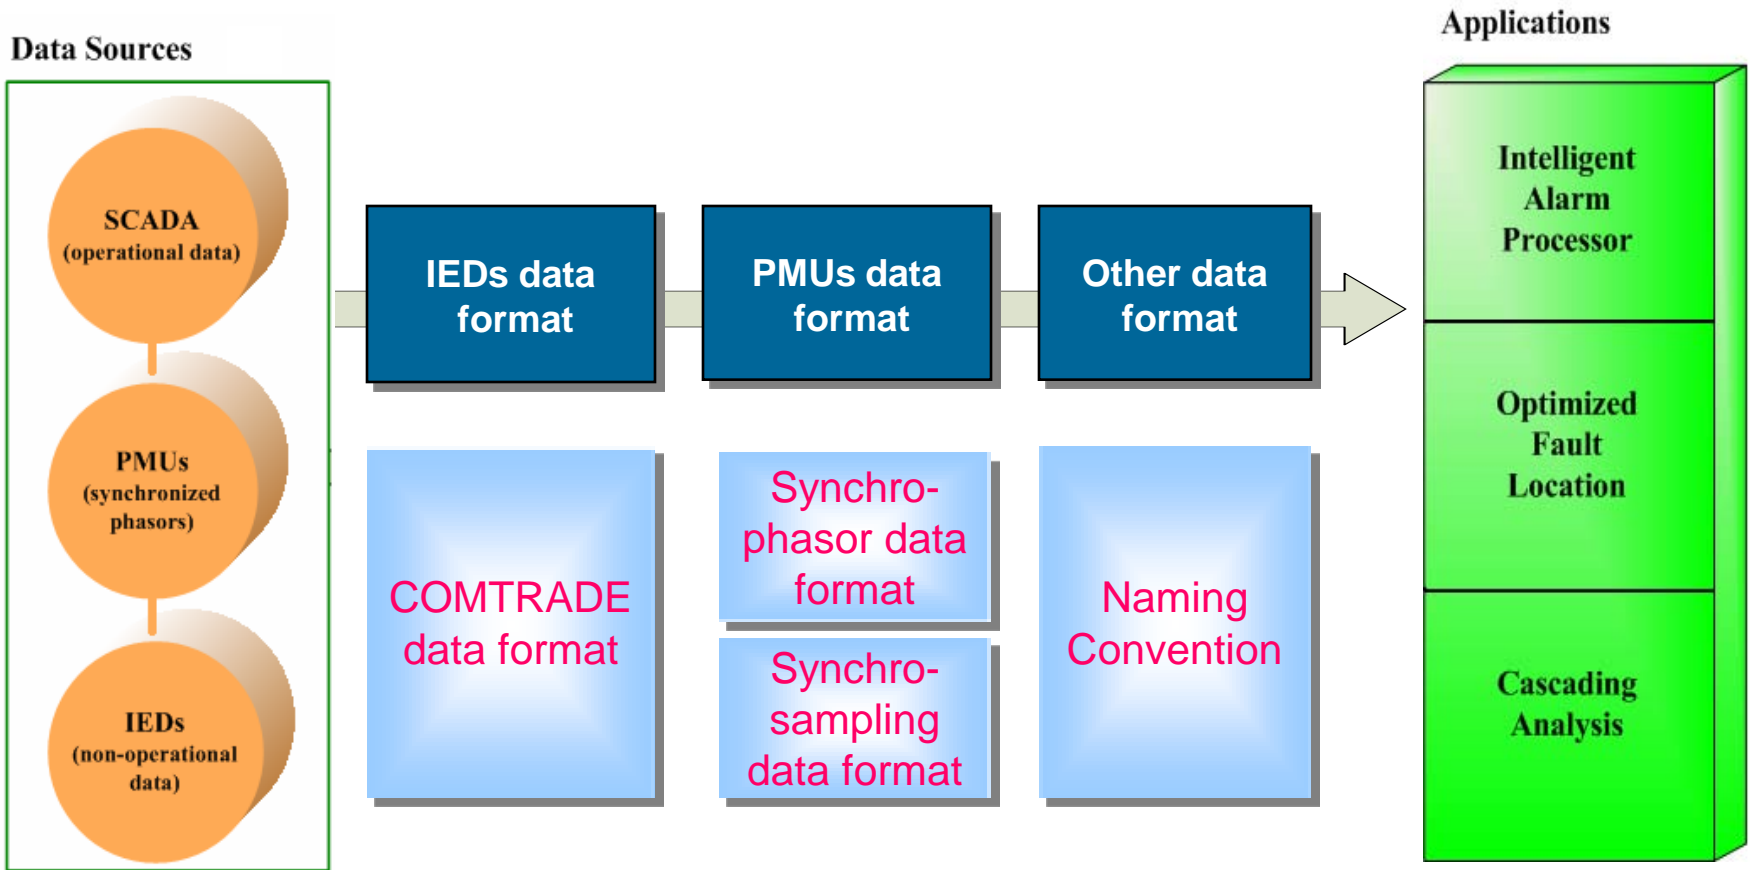 Data Sources
SCADA
(operational data)
PMUs
(synchronized
phasors)
IEDs
(non-operational
data)
IEDs data
format
PMUs data
format
Other data
format
COMTRADE
data format
Synchro-
phasor data
format
Synchro-
sampling
data format
Naming
Convention
Applications
Intelligent
Alarm
Processor
Optimized
Fault
Location
Cascading
Analysis